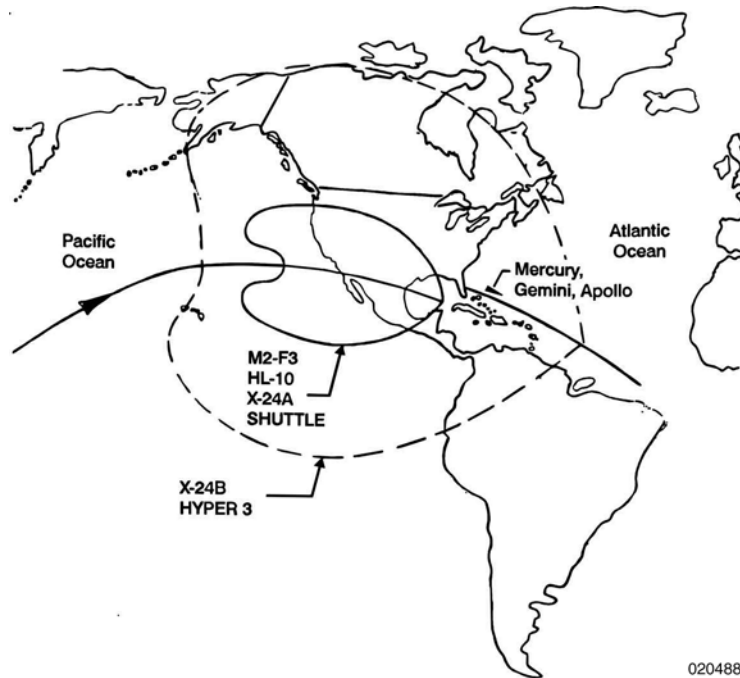 Pacific
Ocean
Atlantic
Ocean
Mercury,
Gemini, Apollo
M2-F3
HL-10
X-24A
SHUTTLE
X-24B
HYPER 3
020488